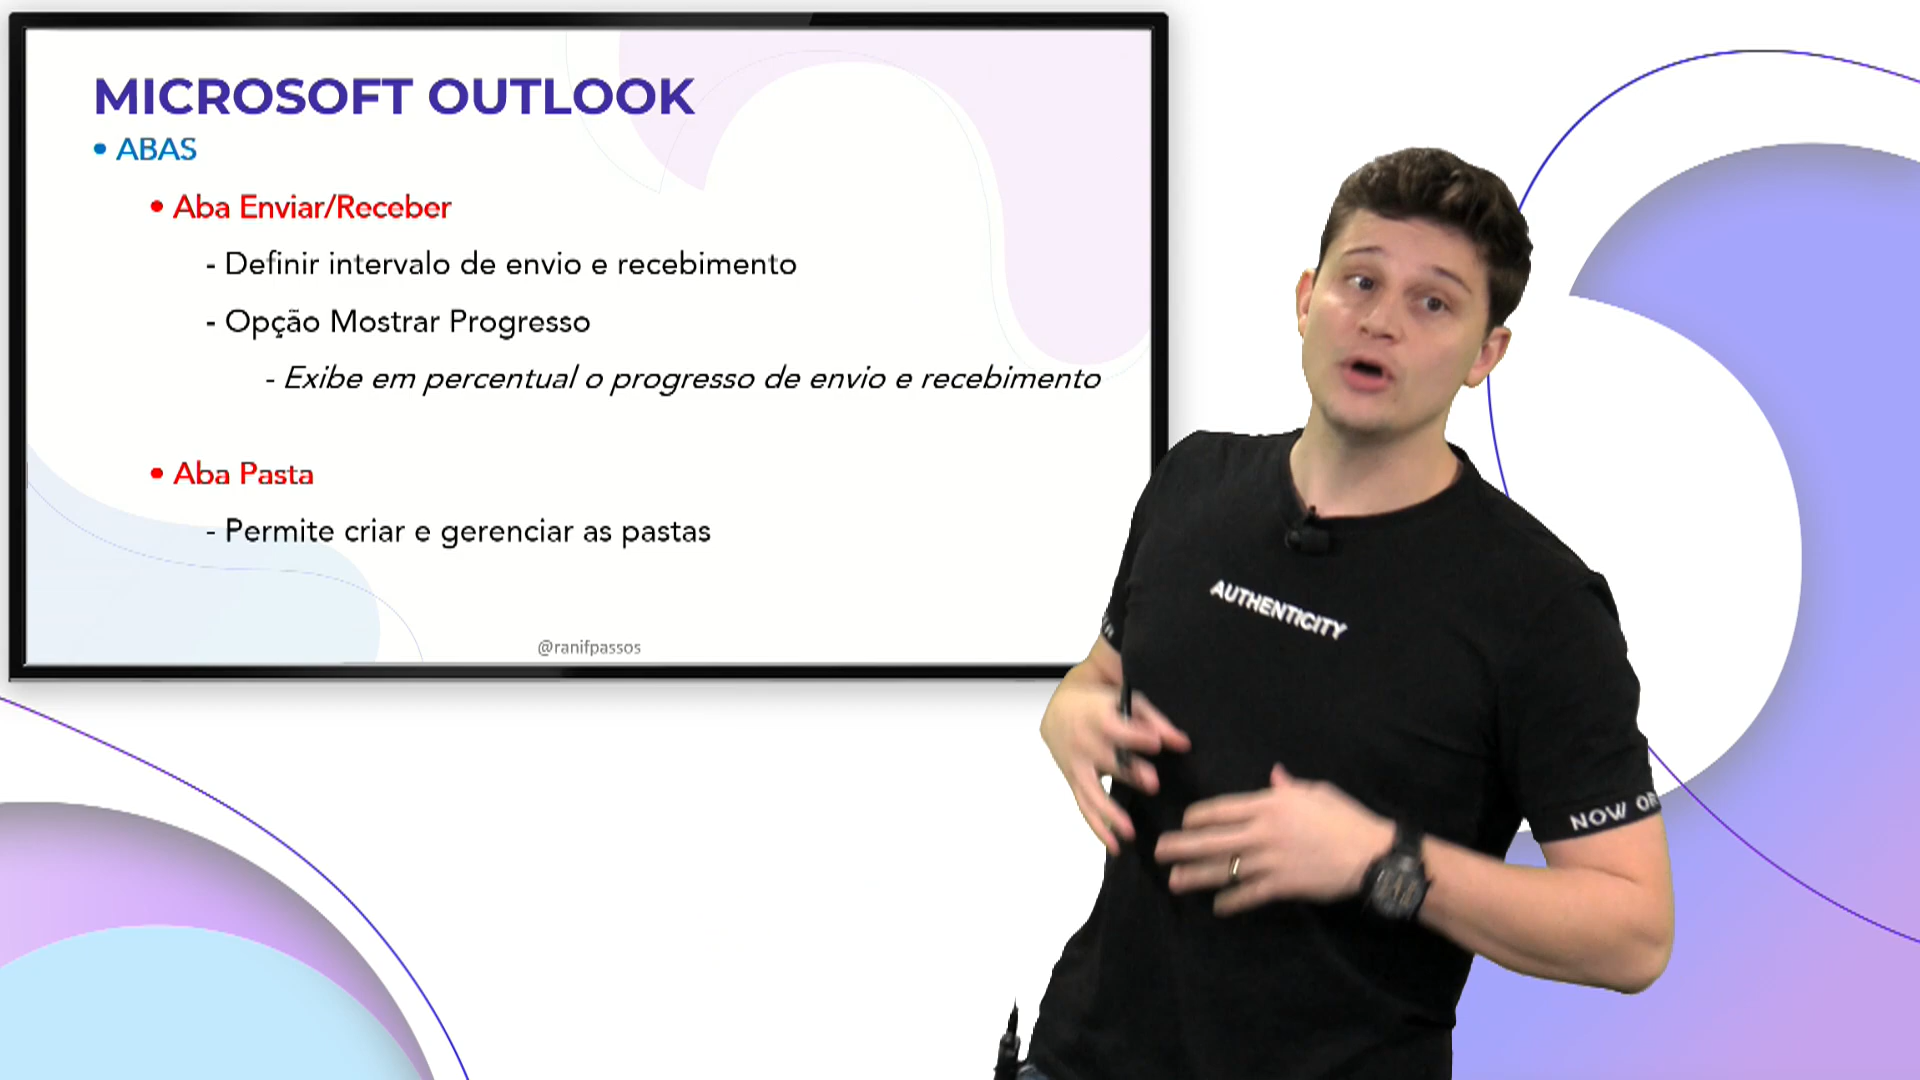 MICROSOFT OUTLOOK
• ABAS
• Aba Enviar/Receber
- Definir intervalo de envio e recebimento
- Opção Mostrar Progresso
- Exibe em percentual o progresso de envio e recebimento
• Aba Pasta
- Permite criar e gerenciar as pastas
@ranifpassos
AUTHENTICITY
NOW OR